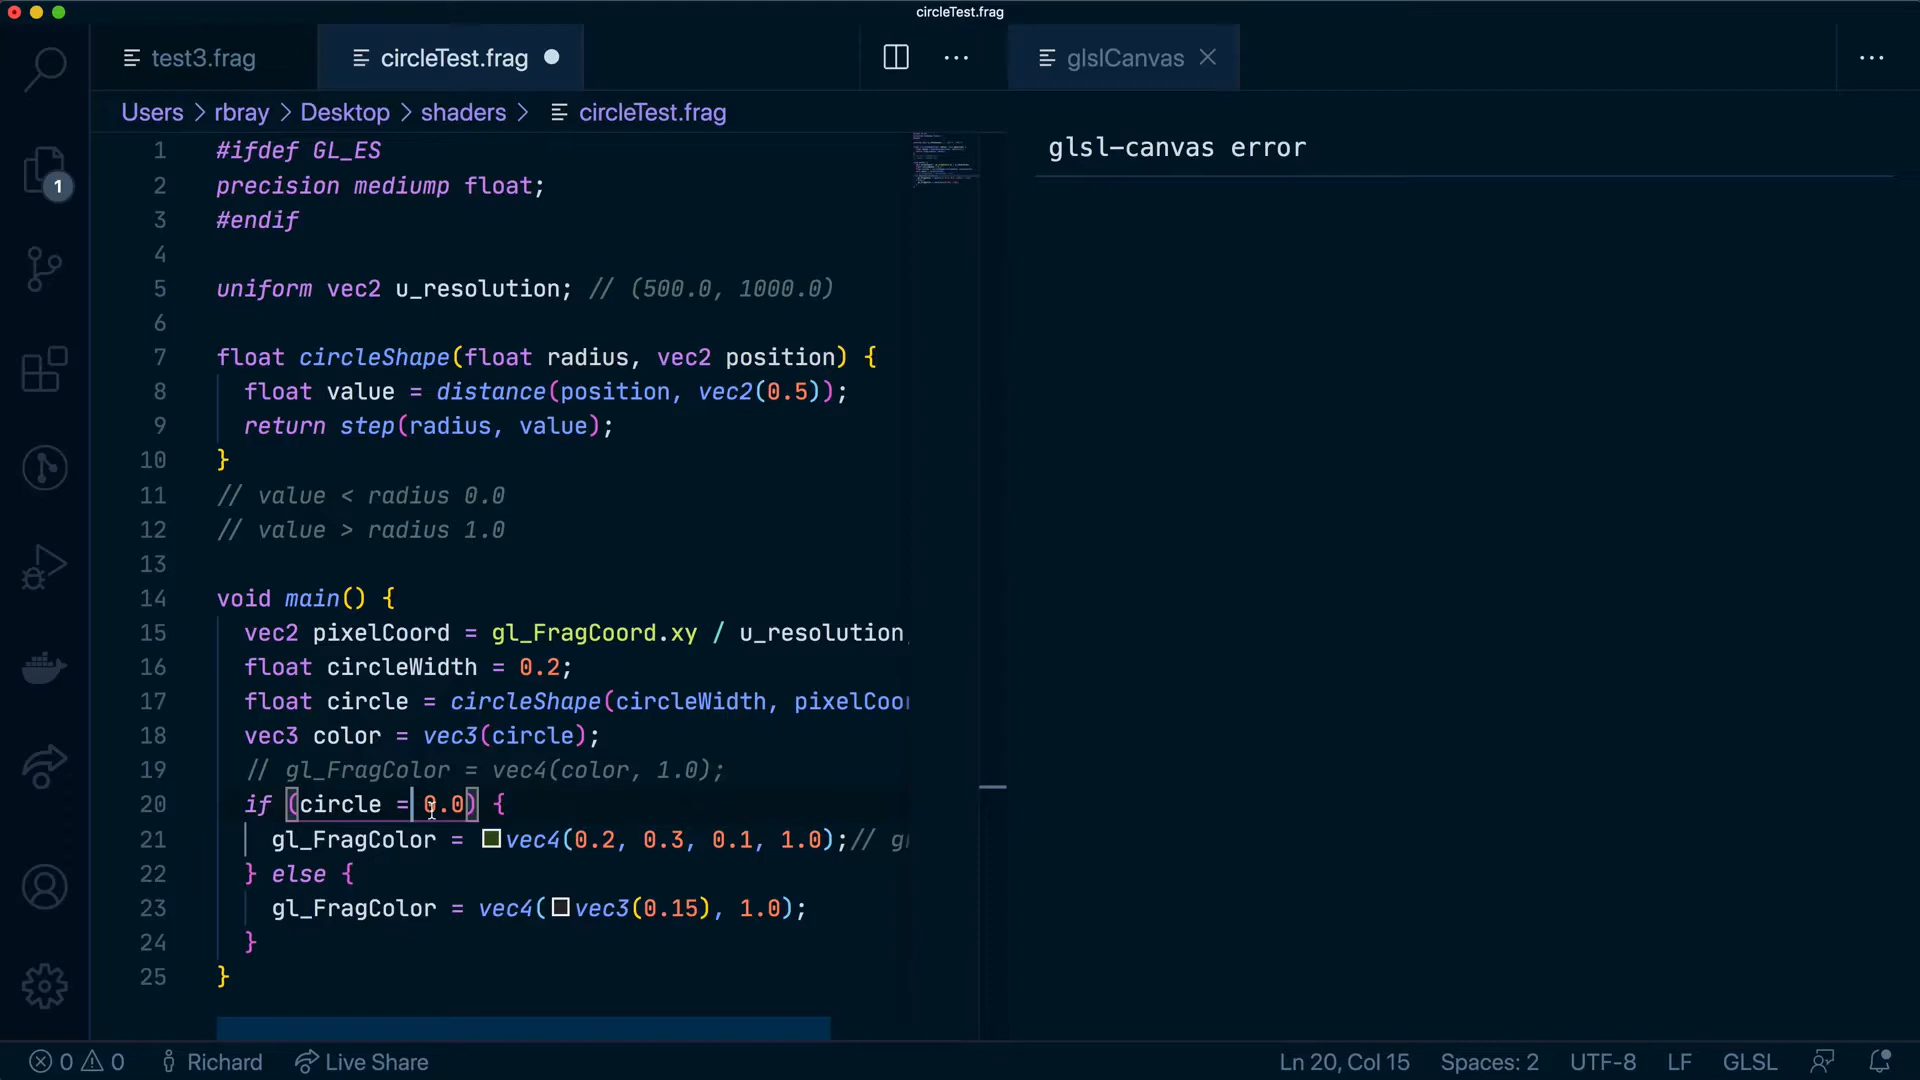 circleTest.frag
test3.frag
circleTest.frag
glslCanvas
Users > rbray > Desktop > shaders > circleTest.frag
1 #ifdef GL_ES
2 precision mediump float;
3 #endif
4
5 uniform vec2 u_resolution; // (500.0, 1000.0)
6
7 float circleShape(float radius, vec2 position) {
8 float value = distance(position, vec2(0.5));
9 return step(radius, value);
10 }
11 // value < radius 0.0
12 // value > radius 1.0
13
14 void main() {
15 vec2 pixelCoord = gl_FragCoord.xy / u_resolution
16 float circleWidth = 0.2;
17 float circle = circleShape(circleWidth, pixelCoor
18 vec3 color = vec3(circle);
19 // gl_FragColor = vec4(color, 1.0);
20 if (circle = 0.0) {
21 gl_FragColor = vec4(0.2, 0.3, 0.1, 1.0);// g
22 } else {
23 gl_FragColor = vec4(vec3(0.15), 1.0);
24 }
25 }
glsl-canvas error
1
0 0 Richard Live Share Ln 20, Col 15 Spaces: 2 UTF-8 LF GLSL